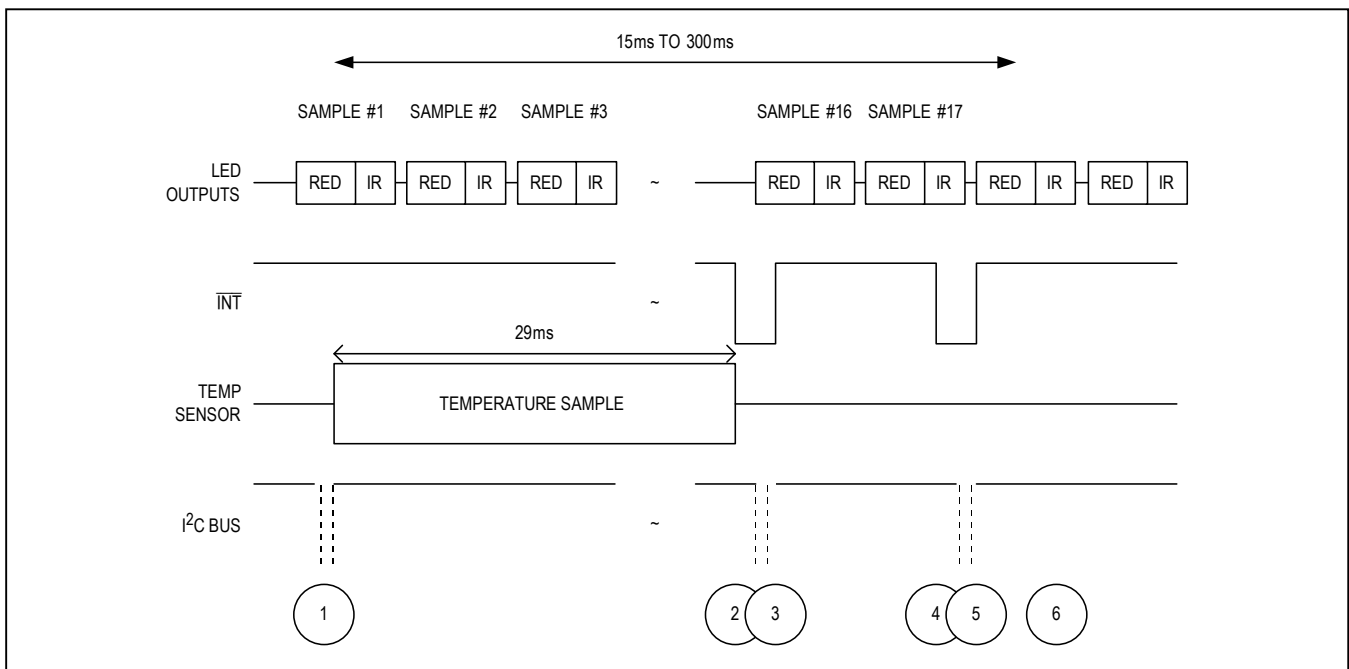 15ms TO 300ms
SAMPLE #1 SAMPLE #2 SAMPLE #3 SAMPLE #16 SAMPLE #17
LED
OUTPUTS
RED IR RED IR RED IR ~ RED IR RED IR RED IR RED IR
INT
~
29ms
TEMP
SENSOR
TEMPERATURE SAMPLE
I²C BUS
~
1 2 3 4 5 6